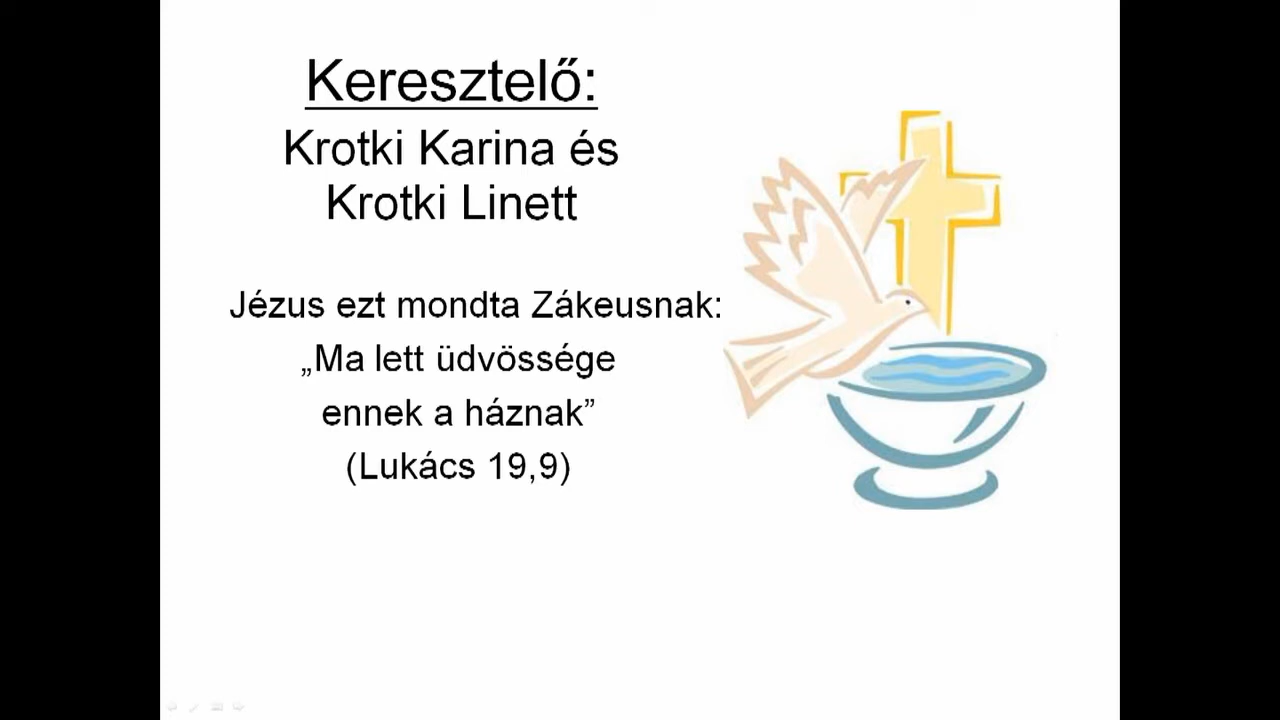 Keresztelő:
Krotki Karina és
Krotki Linett
Jézus ezt mondta Zákeusnak:
„Ma lett üdvössége
ennek a háznak”
(Lukács 19,9)